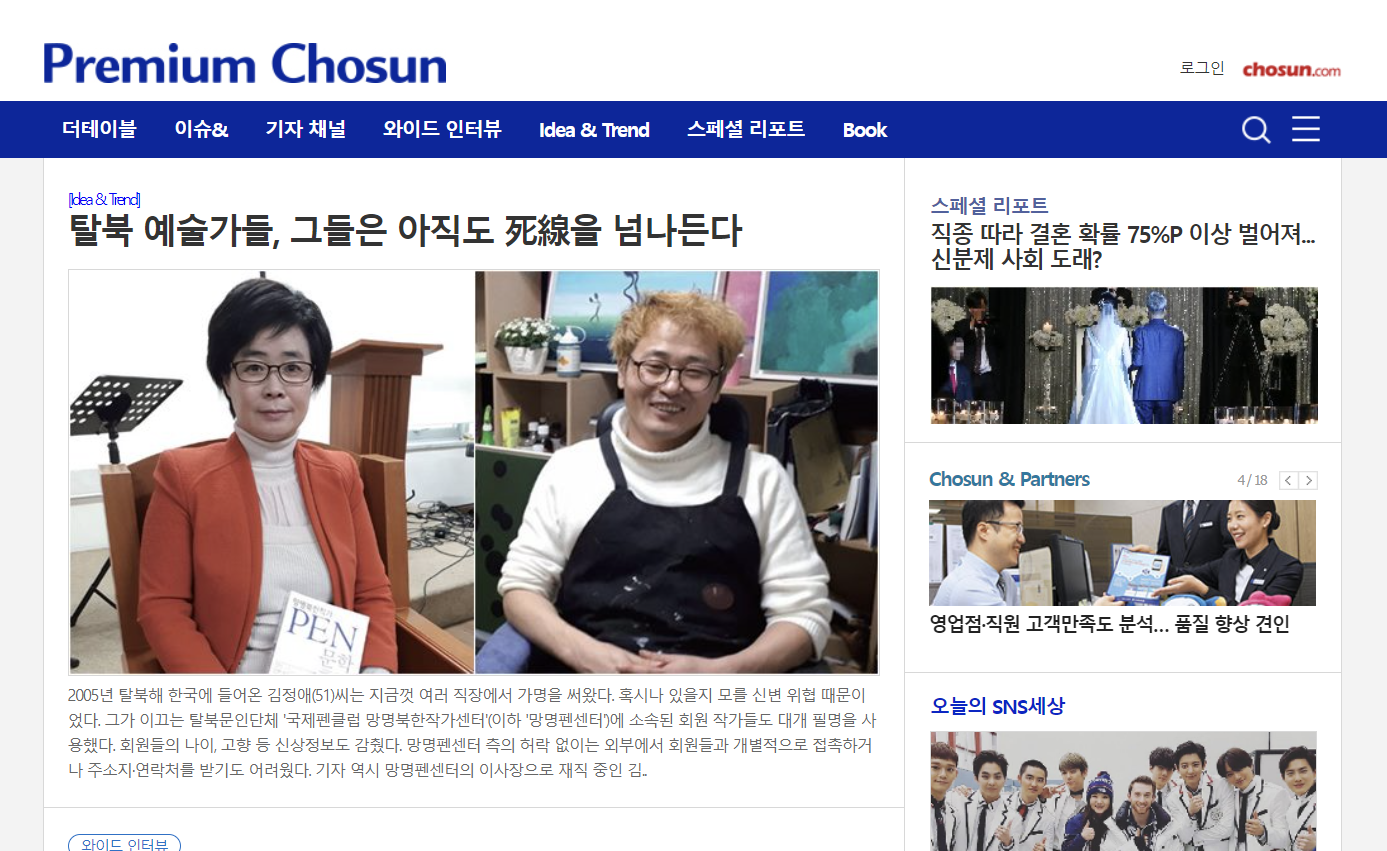 Premium Chosun
로그인 chosun.com
더테이블 이슈& 기자 채널 와이드 인터뷰 Idea & Trend 스페셜 리포트 Book
[Idea & Trend]
탈북 예술가들, 그들은 아직도 死線을 넘나든다
망명북한작가
PEN
문학
2005년 탈북해 한국에 들어온 김정애(51)씨는 지금껏 여러 직장에서 가명을 써왔다. 혹시나 있을지 모를 신변 위협 때문이
었다. 그가 이끄는 탈북문인단체 '국제펜클럽 망명북한작가센터'(이하 '망명펜센터')에 소속된 회원 작가들도 대개 필명을 사
용했다. 회원들의 나이, 고향 등 신상정보도 감췄다. 망명펜센터 측의 허락 없이는 외부에서 회원들과 개별적으로 접촉하거
나 주소지·연락처를 받기도 어려웠다. 기자 역시 망명펜센터의 이사장으로 재직 중인 김..
와이드 인터뷰
스페셜 리포트
직종 따라 결혼 확률 75%P 이상 벌어져...
신분제 사회 도래?
Chosun & Partners 4 / 18
영업점·직원 고객만족도 분석... 품질 향상 견인
오늘의 SNS세상